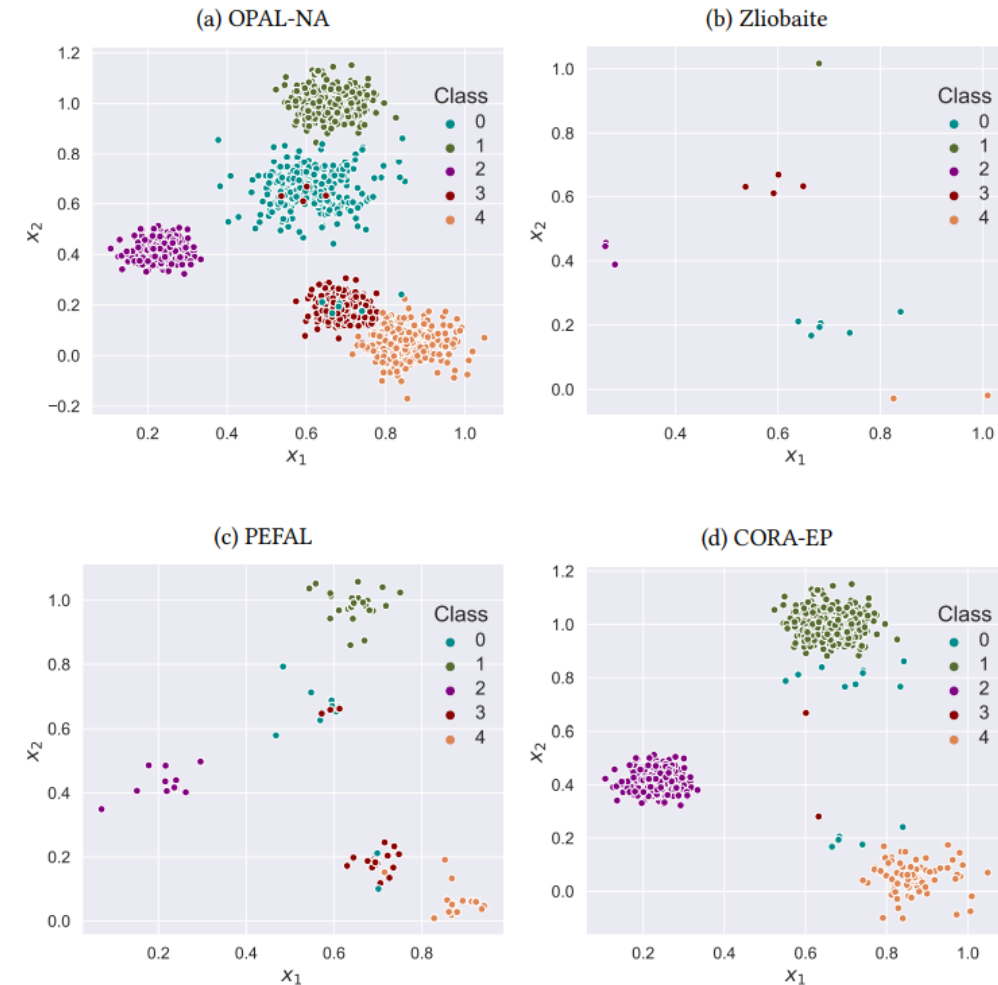 (a) OPAL-NA
1.2
1.0
0.8
0.6
0.4
0.2
0.0
−0.2
x2
0.2 0.4 0.6 0.8 1.0
x1
Class
0
1
2
3
4
(b) Zliobaite
1.0
0.8
0.6
0.4
0.2
0.0
x2
0.4 0.6 0.8 1.0
x1
Class
0
1
2
3
4
(c) PEFAL
1.0
0.8
0.6
0.4
0.2
0.0
x2
0.2 0.4 0.6 0.8
x1
Class
0
1
2
3
4
(d) CORA-EP
1.2
1.0
0.8
0.6
0.4
0.2
0.0
x2
0.2 0.4 0.6 0.8 1.0
x1
Class
0
1
2
3
4